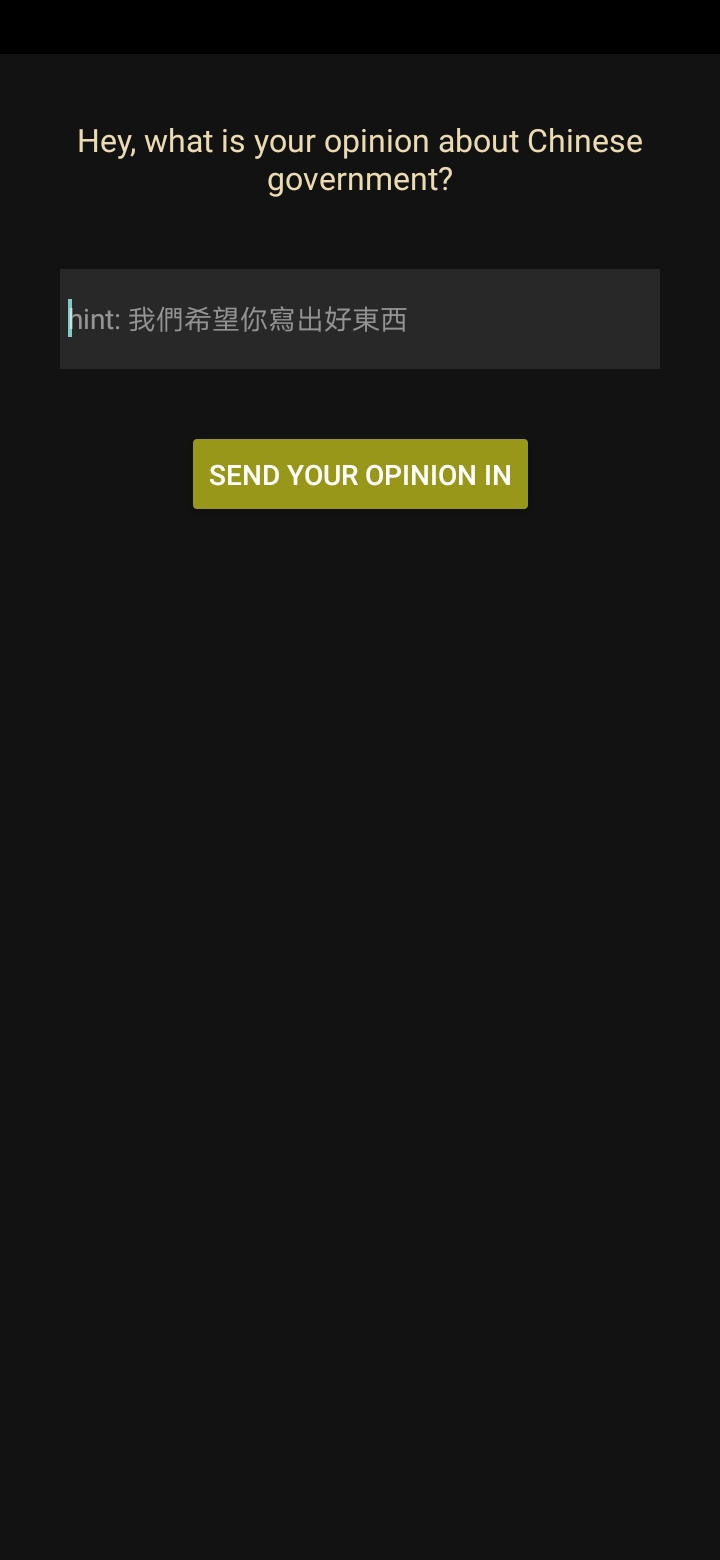 Hey, what is your opinion about Chinese
government?
hint: 我們希望你寫出好東西
SEND YOUR OPINION IN